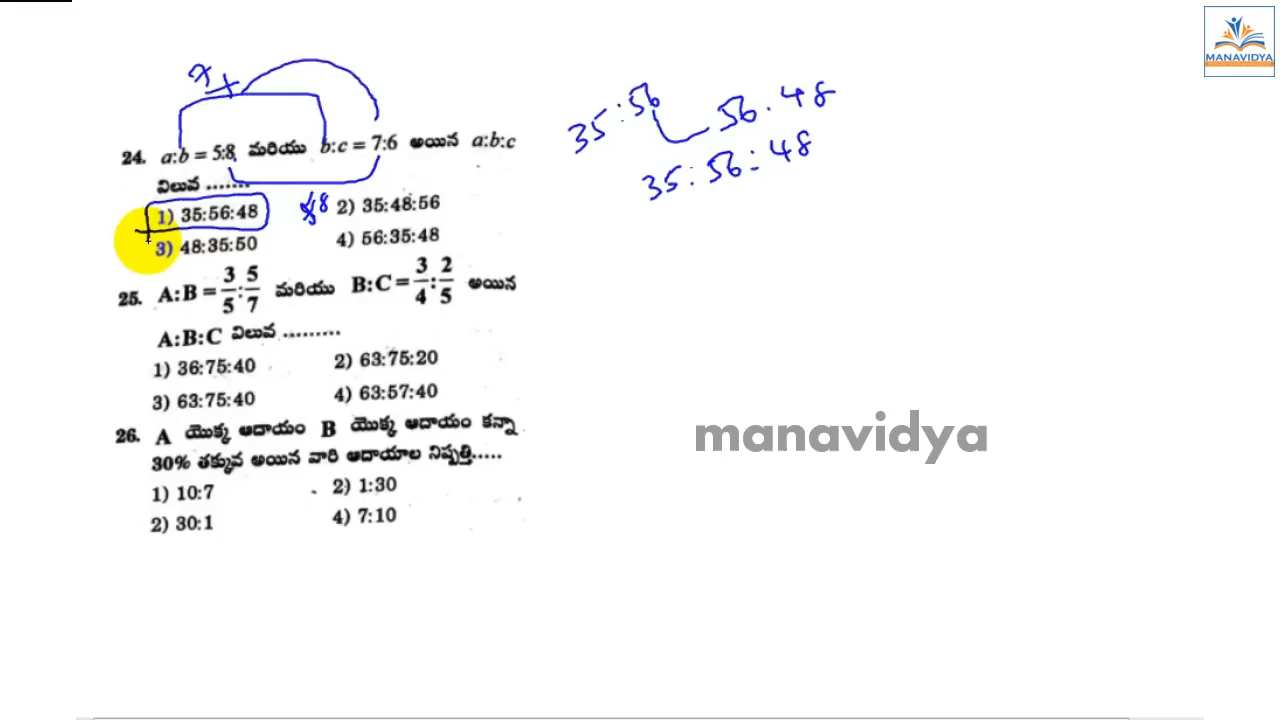 MANAVIDYA
7
35:56 56.48
35:56:48
24. a:b = 5:8 మరియు b:c = 7:6 అయిన a:b:c
విలువ .......
1) 35:56:48 2) 35:48:56
3) 48:35:50 4) 56:35:48
25. A:B = 3/5 : 5/7 మరియు B:C = 3/4 : 2/5 అయిన
A:B:C విలువ .........
1) 36:75:40 2) 63:75:20
3) 63:75:40 4) 63:57:40
26. A యొక్క ఆదాయం B యొక్క ఆదాయం కన్నా
30% తక్కువ అయిన వారి ఆదాయాల నిష్పత్తి.....
1) 10:7 2) 1:30
2) 30:1 4) 7:10
manavidya